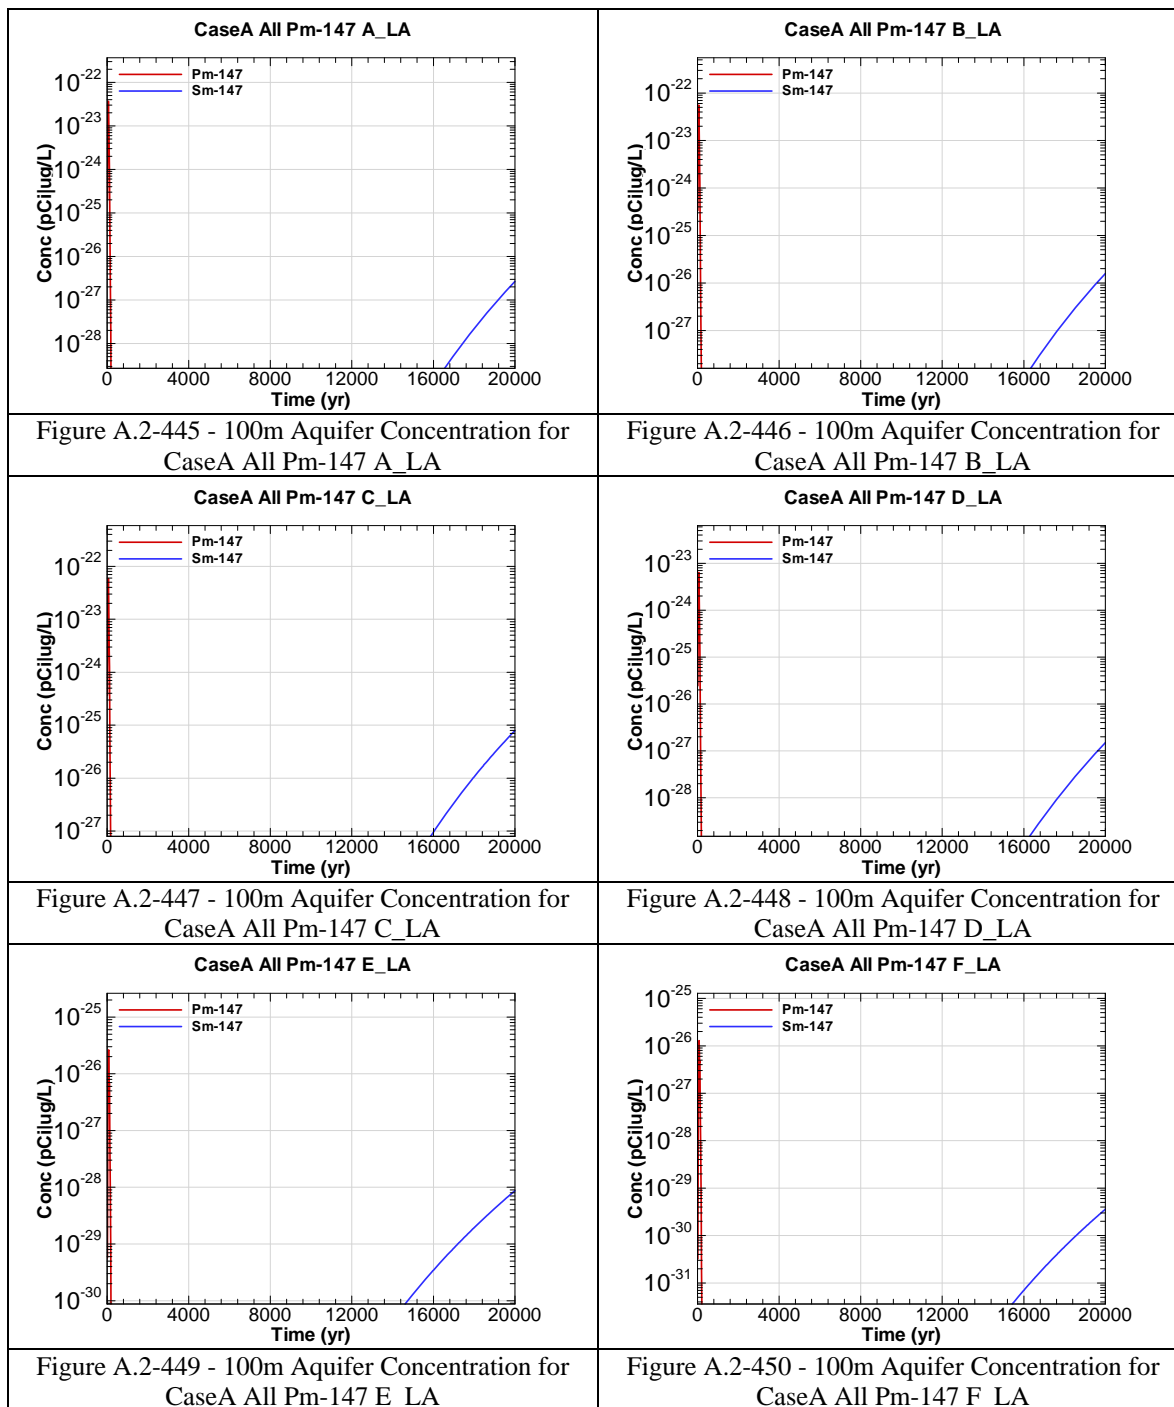 CaseA All Pm-147 A_LA
Pm-147
Sm-147
Conc (pCi|ug/L)
10-22
10-23
10-24
10-25
10-26
10-27
10-28
0 4000 8000 12000 16000 20000
Time (yr)
Figure A.2-445 - 100m Aquifer Concentration for
CaseA All Pm-147 A_LA
CaseA All Pm-147 B_LA
Pm-147
Sm-147
Conc (pCi|ug/L)
10-22
10-23
10-24
10-25
10-26
10-27
0 4000 8000 12000 16000 20000
Time (yr)
Figure A.2-446 - 100m Aquifer Concentration for
CaseA All Pm-147 B_LA
CaseA All Pm-147 C_LA
Pm-147
Sm-147
Conc (pCi|ug/L)
10-22
10-23
10-24
10-25
10-26
10-27
0 4000 8000 12000 16000 20000
Time (yr)
Figure A.2-447 - 100m Aquifer Concentration for
CaseA All Pm-147 C_LA
CaseA All Pm-147 D_LA
Pm-147
Sm-147
Conc (pCi|ug/L)
10-23
10-24
10-25
10-26
10-27
10-28
0 4000 8000 12000 16000 20000
Time (yr)
Figure A.2-448 - 100m Aquifer Concentration for
CaseA All Pm-147 D_LA
CaseA All Pm-147 E_LA
Pm-147
Sm-147
Conc (pCi|ug/L)
10-25
10-26
10-27
10-28
10-29
10-30
0 4000 8000 12000 16000 20000
Time (yr)
Figure A.2-449 - 100m Aquifer Concentration for
CaseA All Pm-147 E_LA
CaseA All Pm-147 F_LA
Pm-147
Sm-147
Conc (pCi|ug/L)
10-25
10-26
10-27
10-28
10-29
10-30
10-31
0 4000 8000 12000 16000 20000
Time (yr)
Figure A.2-450 - 100m Aquifer Concentration for
CaseA All Pm-147 F_LA